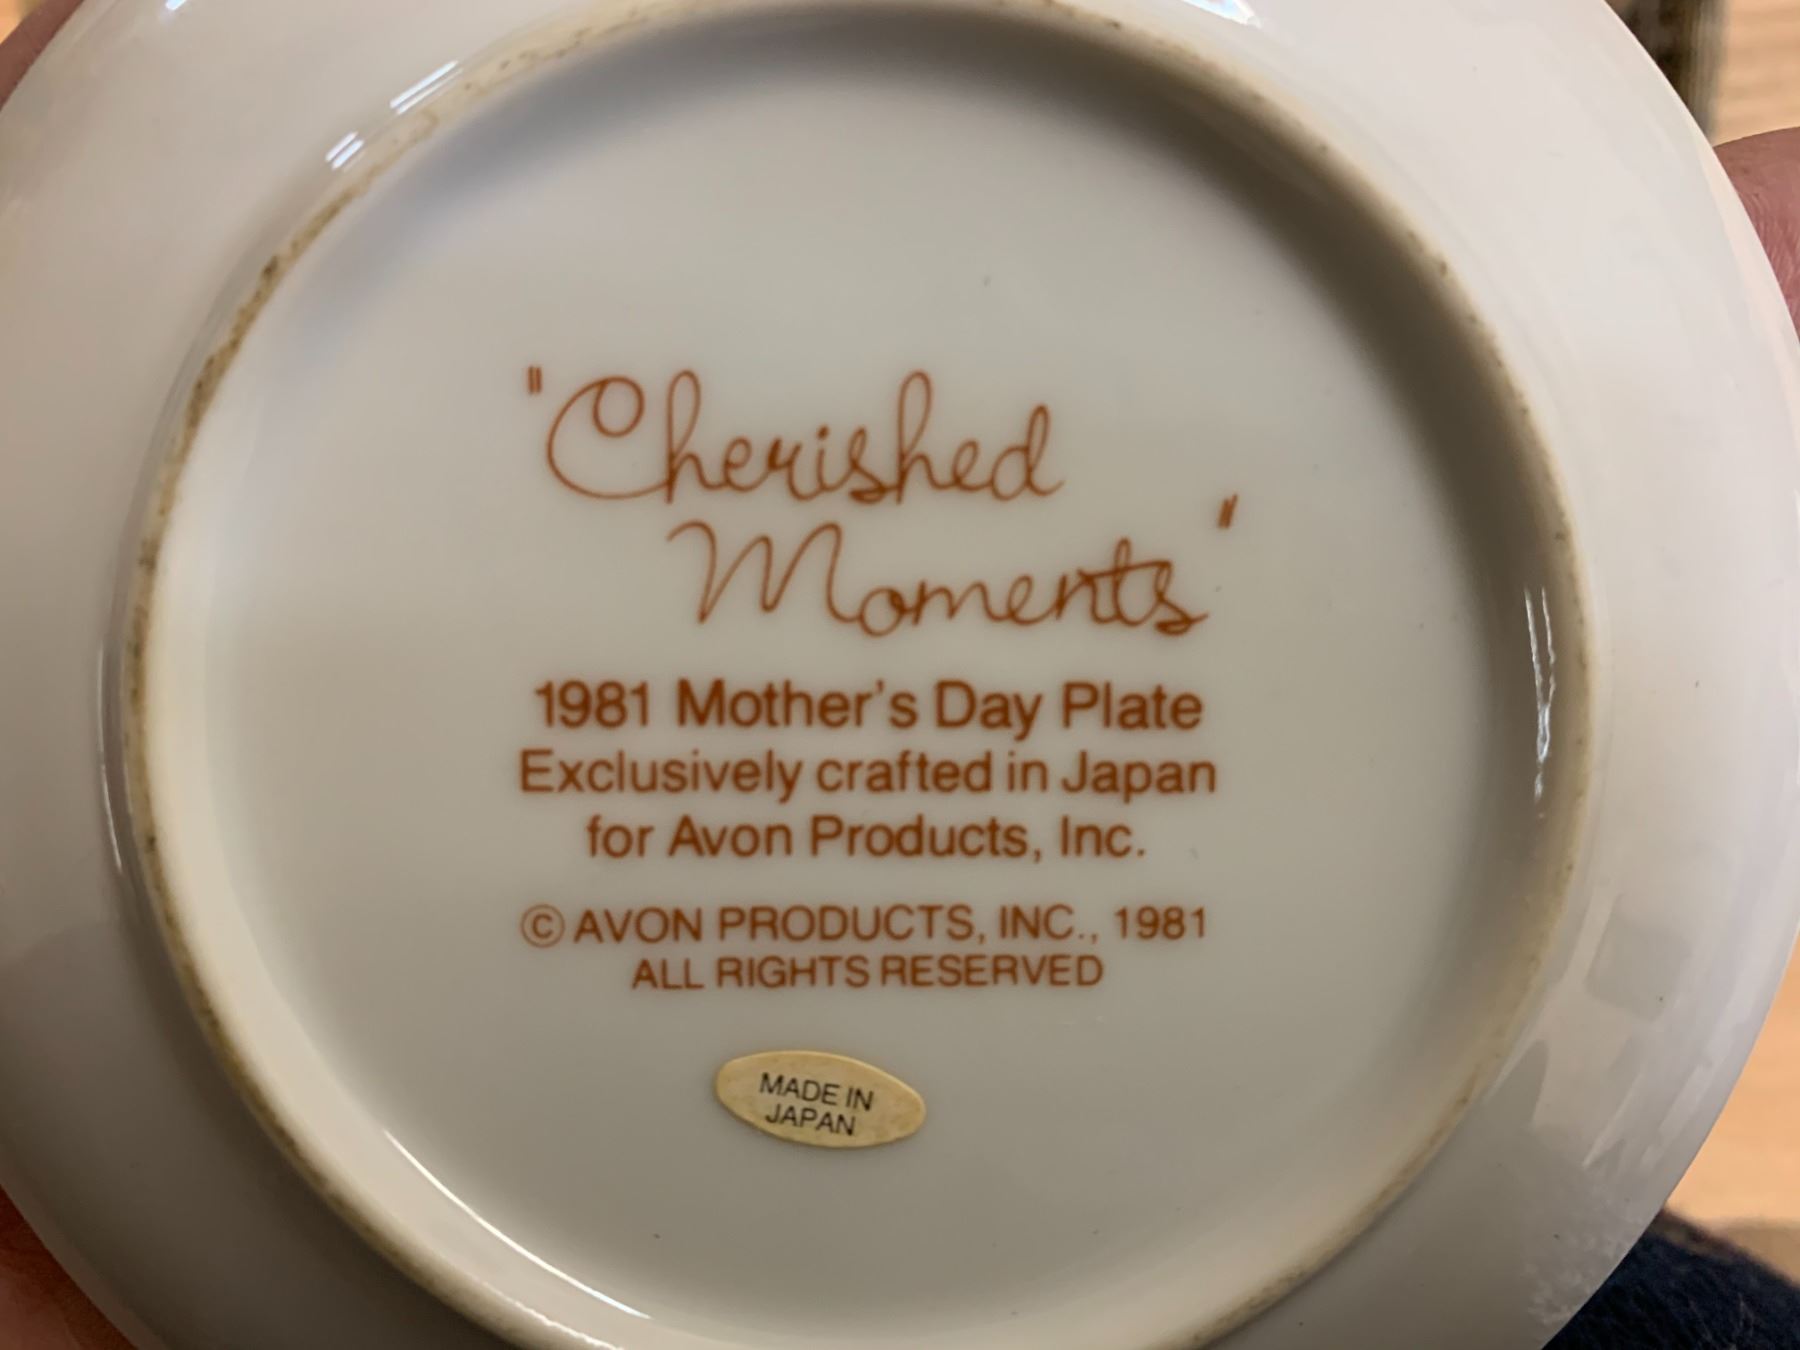 "Cherished
Moments"
1981 Mother's Day Plate
Exclusively crafted in Japan
for Avon Products, Inc.
© AVON PRODUCTS, INC., 1981
ALL RIGHTS RESERVED
MADE IN
JAPAN